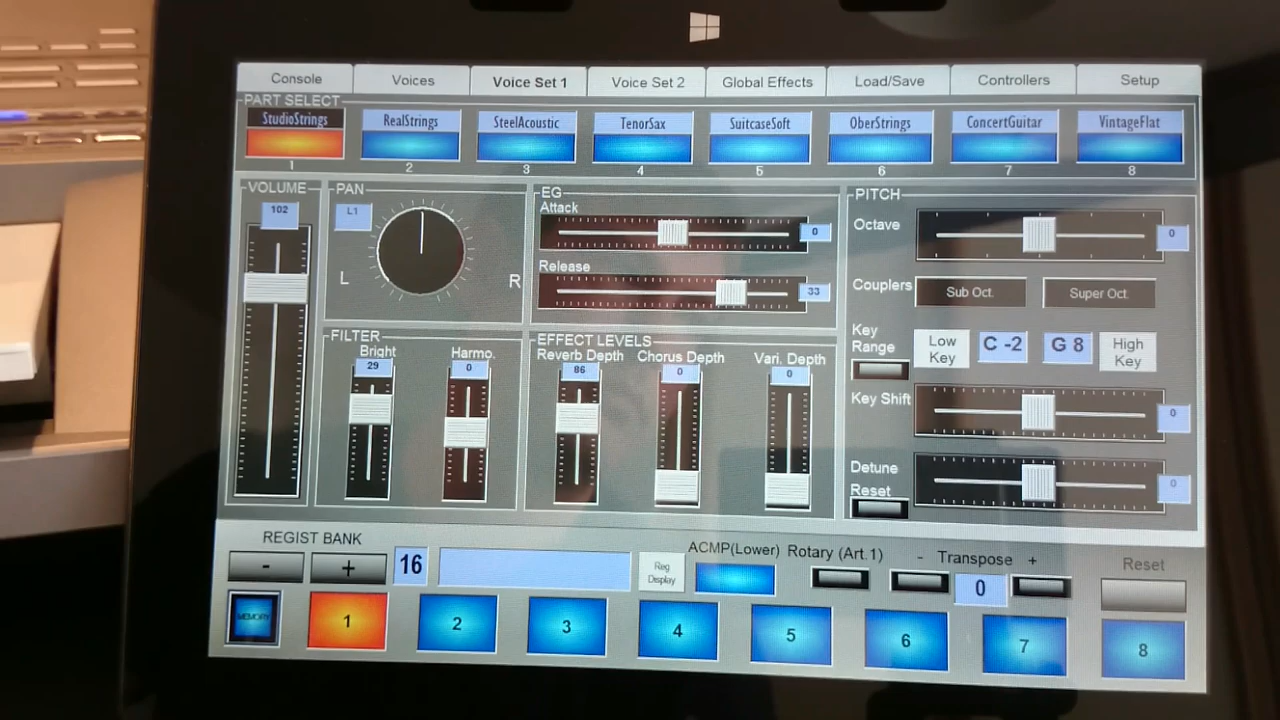 Console Voices Voice Set 1 Voice Set 2 Global Effects Load/Save Controllers Setup
PART SELECT
StudioStrings RealStrings SteelAcoustic TenorSax SuitcaseSoft OberStrings ConcertGuitar VintageFlat
1 2 3 4 5 6 7 8
VOLUME
102
PAN
L1
L R
EG
Attack
0
Release
33
FILTER
Bright Harmo.
29 0
EFFECT LEVELS
Reverb Depth Chorus Depth Vari. Depth
86 0 0
PITCH
Octave
0
Couplers Sub Oct. Super Oct.
Key
Range
Low
Key
C -2 G 8
High
Key
Key Shift
0
Detune
Reset
0
REGIST BANK
- + 16
Reg
Display
ACMP(Lower) Rotary (Art.1) - Transpose +
0
Reset
MEMORY 1 2 3 4 5 6 7 8